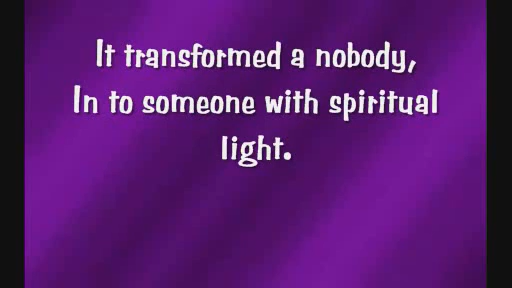 It transformed a nobody,
In to someone with spiritual
light.